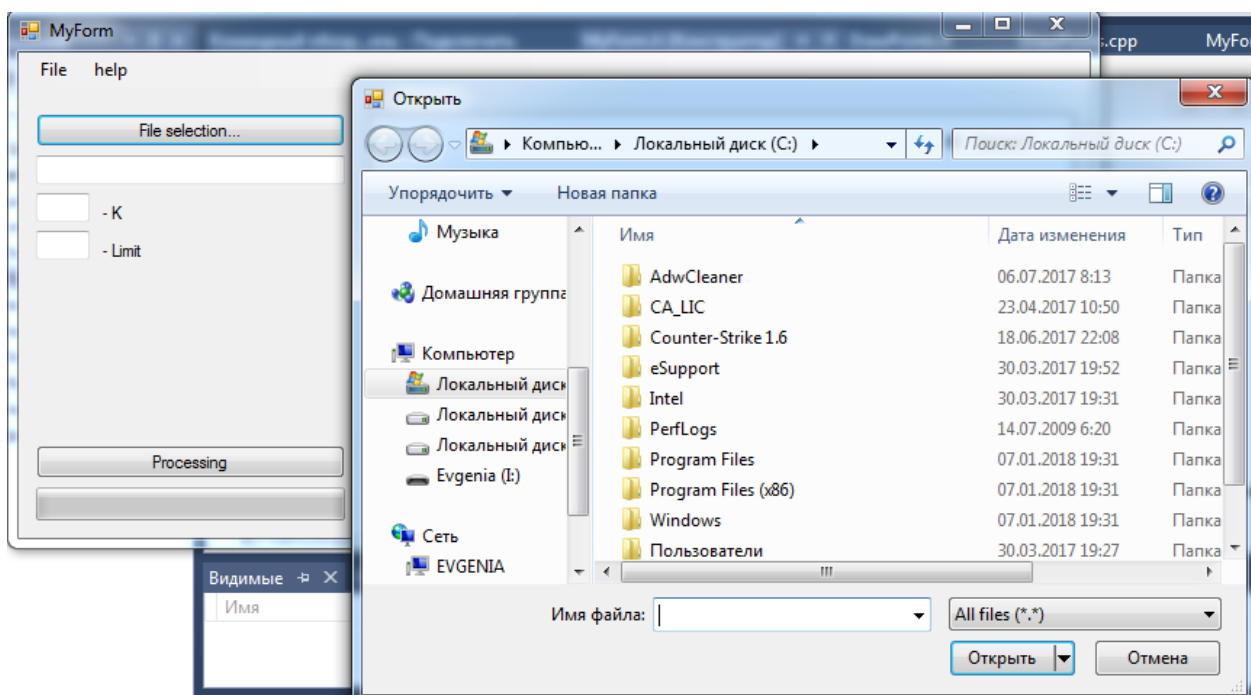 MyForm
.cpp MyFo
File help
Открыть
File selection...
Компью... Локальный диск (C:)
Поиск: Локальный диск (C:)
Упорядочить Новая папка
- K
- Limit
Музыка
Домашняя группа
Компьютер
Локальный диск
Локальный диск
Локальный диск
Evgenia (I:)
Сеть
EVGENIA
Имя Дата изменения Тип
AdwCleaner 06.07.2017 8:13 Папка
CA_LIC 23.04.2017 10:50 Папка
Counter-Strike 1.6 18.06.2017 22:08 Папка
eSupport 30.03.2017 19:52 Папка
Intel 30.03.2017 19:31 Папка
PerfLogs 14.07.2009 6:20 Папка
Program Files 07.01.2018 19:31 Папка
Program Files (x86) 07.01.2018 19:31 Папка
Windows 07.01.2018 19:31 Папка
Пользователи 30.03.2017 19:27 Папка
Processing
Видимые
Имя
Имя файла:
All files (*.*)
Открыть Отмена